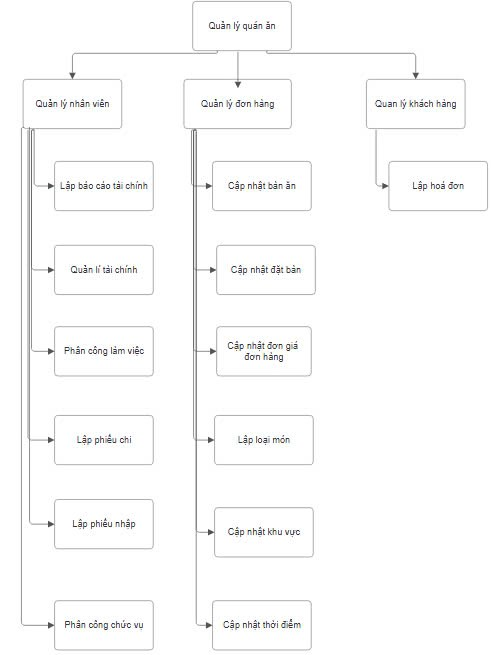 Quản lý quán ăn
Quản lý nhân viên
Quản lý đơn hàng
Quan lý khách hàng
Lập báo cáo tài chính
Cập nhật bàn ăn
Lập hoá đơn
Quản lí tài chính
Cập nhật đặt bàn
Phân công làm việc
Cập nhật đơn giá
đơn hàng
Lập phiếu chi
Lập loại món
Lập phiếu nhập
Cập nhật khu vực
Phân công chức vụ
Cập nhật thời điểm